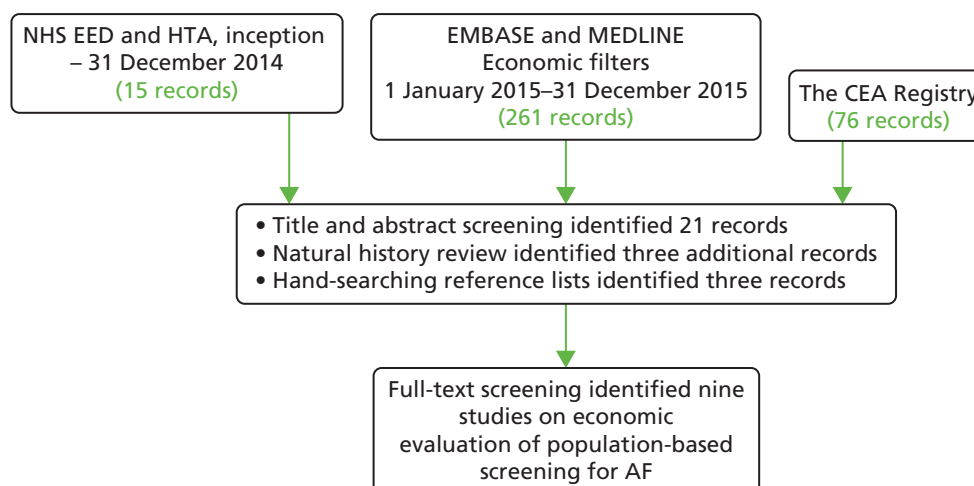 NHS EED and HTA, inception
– 31 December 2014
(15 records)
EMBASE and MEDLINE
Economic filters
1 January 2015–31 December 2015
(261 records)
The CEA Registry
(76 records)
• Title and abstract screening identified 21 records
• Natural history review identified three additional records
• Hand-searching reference lists identified three records
Full-text screening identified nine
studies on economic
evaluation of population-based
screening for AF